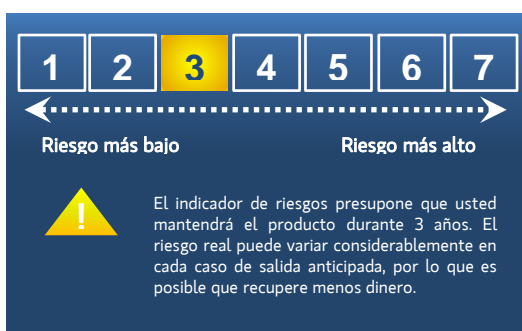 1 2 3 4 5 6 7
Riesgo más bajo Riesgo más alto
!
El indicador de riesgos presupone que usted
mantendrá el producto durante 3 años. El
riesgo real puede variar considerablemente en
cada caso de salida anticipada, por lo que es
posible que recupere menos dinero.